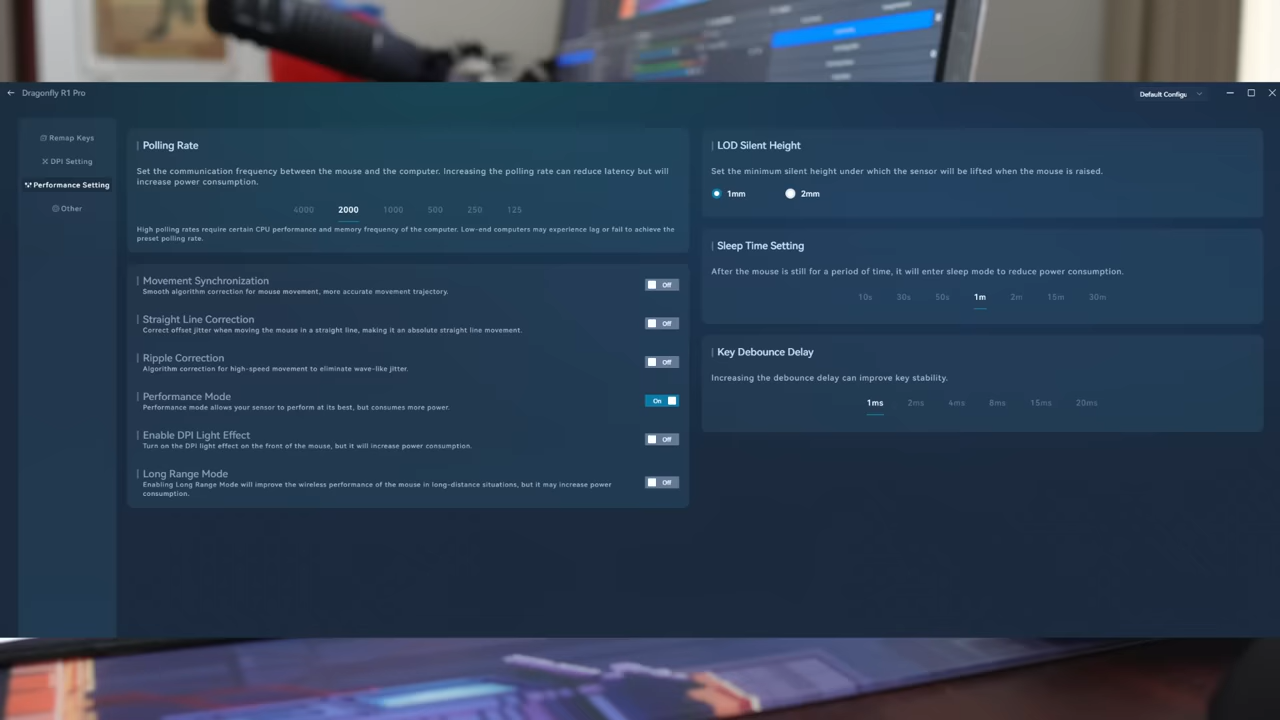 Dragonfly R1 Pro
Default Configu
Remap Keys
DPI Setting
Performance Setting
Other
Polling Rate
Set the communication frequency between the mouse and the computer. Increasing the polling rate can reduce latency but will
increase power consumption.
4000 2000 1000 500 250 125
High polling rates require certain CPU performance and memory frequency of the computer. Low-end computers may experience lag or fail to achieve the
preset polling rate.
Movement Synchronization
Smooth algorithm correction for mouse movement, more accurate movement trajectory.
Off
Straight Line Correction
Correct offset jitter when moving the mouse in a straight line, making it an absolute straight line movement.
Off
Ripple Correction
Algorithm correction for high-speed movement to eliminate wave-like jitter.
Off
Performance Mode
Performance mode allows your sensor to perform at its best, but consumes more power.
On
Enable DPI Light Effect
Turn on the DPI light effect on the front of the mouse, but it will increase power consumption.
Off
Long Range Mode
Enabling Long Range Mode will improve the wireless performance of the mouse in long-distance situations, but it may increase power
consumption.
Off
LOD Silent Height
Set the minimum silent height under which the sensor will be lifted when the mouse is raised.
1mm 2mm
Sleep Time Setting
After the mouse is still for a period of time, it will enter sleep mode to reduce power consumption.
10s 30s 50s 1m 2m 15m 30m
Key Debounce Delay
Increasing the debounce delay can improve key stability.
1ms 2ms 4ms 8ms 15ms 20ms